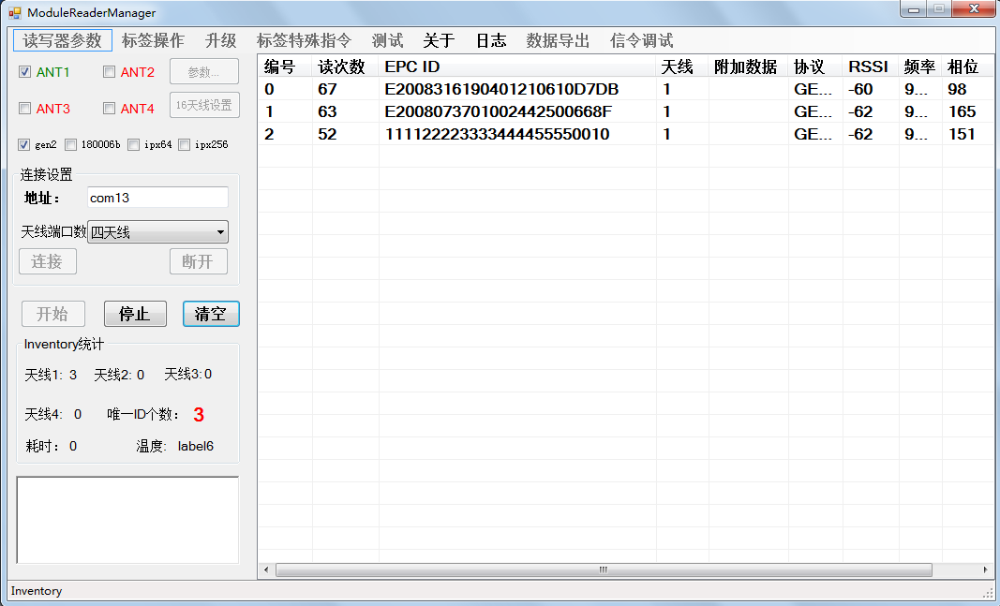 ModuleReaderManager
读写器参数 标签操作 升级 标签特殊指令 测试 关于 日志 数据导出 信令调试
ANT1 ANT2 参数...
ANT3 ANT4 16天线设置
gen2 180006b ipx64 ipx256
连接设置
地址： com13
天线端口数 四天线
连接 断开
开始 停止 清空
Inventory统计
天线1: 3 天线2: 0 天线3: 0
天线4: 0 唯一ID个数： 3
耗时： 0 温度: label6
编号 读次数 EPC ID 天线 附加数据 协议 RSSI 频率 相位
0 67 E2008316190401210610D7DB 1 GE... -60 9... 98
1 63 E2008073701002442500668F 1 GE... -62 9... 165
2 52 111122223333444455550010 1 GE... -62 9... 151
Inventory